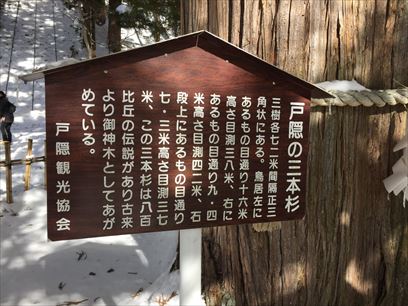 戸隠の三本杉
三樹各七二米間隔正三
角状にある。鳥居左に
あるもの目通り十六米
高さ目測三八米、右に
あるもの目通り九・四
米高さ目測四二米、石
段上にあるもの目通り
七・三米高さ目測三七
米、この三本杉は八百
比丘の伝説があり古来
より御神木としてあが
めている。
戸隠観光協会